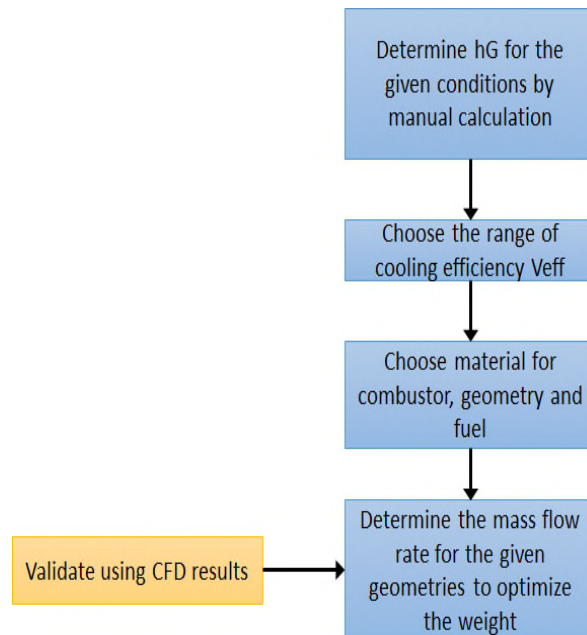 Determine hG for the
given conditions by
manual calculation
Choose the range of
cooling efficiency Veff
Choose material for
combustor, geometry and
fuel
Determine the mass flow
rate for the given
geometries to optimize
the weight
Validate using CFD results